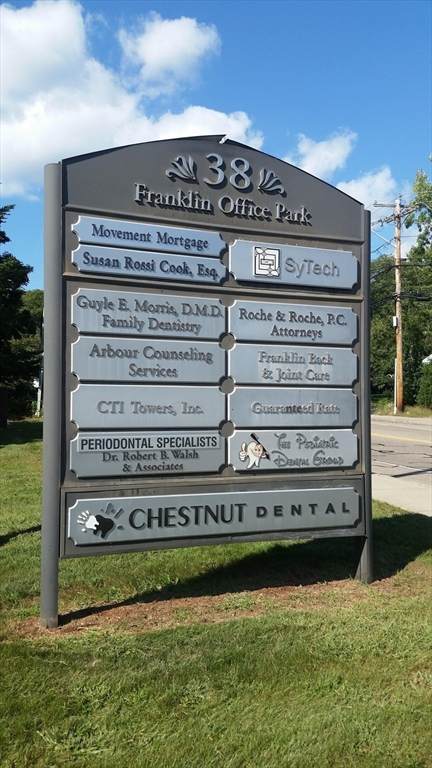 38
Franklin Office Park
Movement Mortgage
Susan Rossi Cook, Esq.
SyTech
Guyle E. Morris, D.M.D.
Family Dentistry
Roche & Roche, P.C.
Attorneys
Arbour Counseling
Services
Franklin Back
& Joint Care
CTI Towers, Inc.
Guaranteed Rate
PERIODONTAL SPECIALISTS
Dr. Robert B. Walsh
& Associates
The Pediatric
Dental Group
CHESTNUT DENTAL